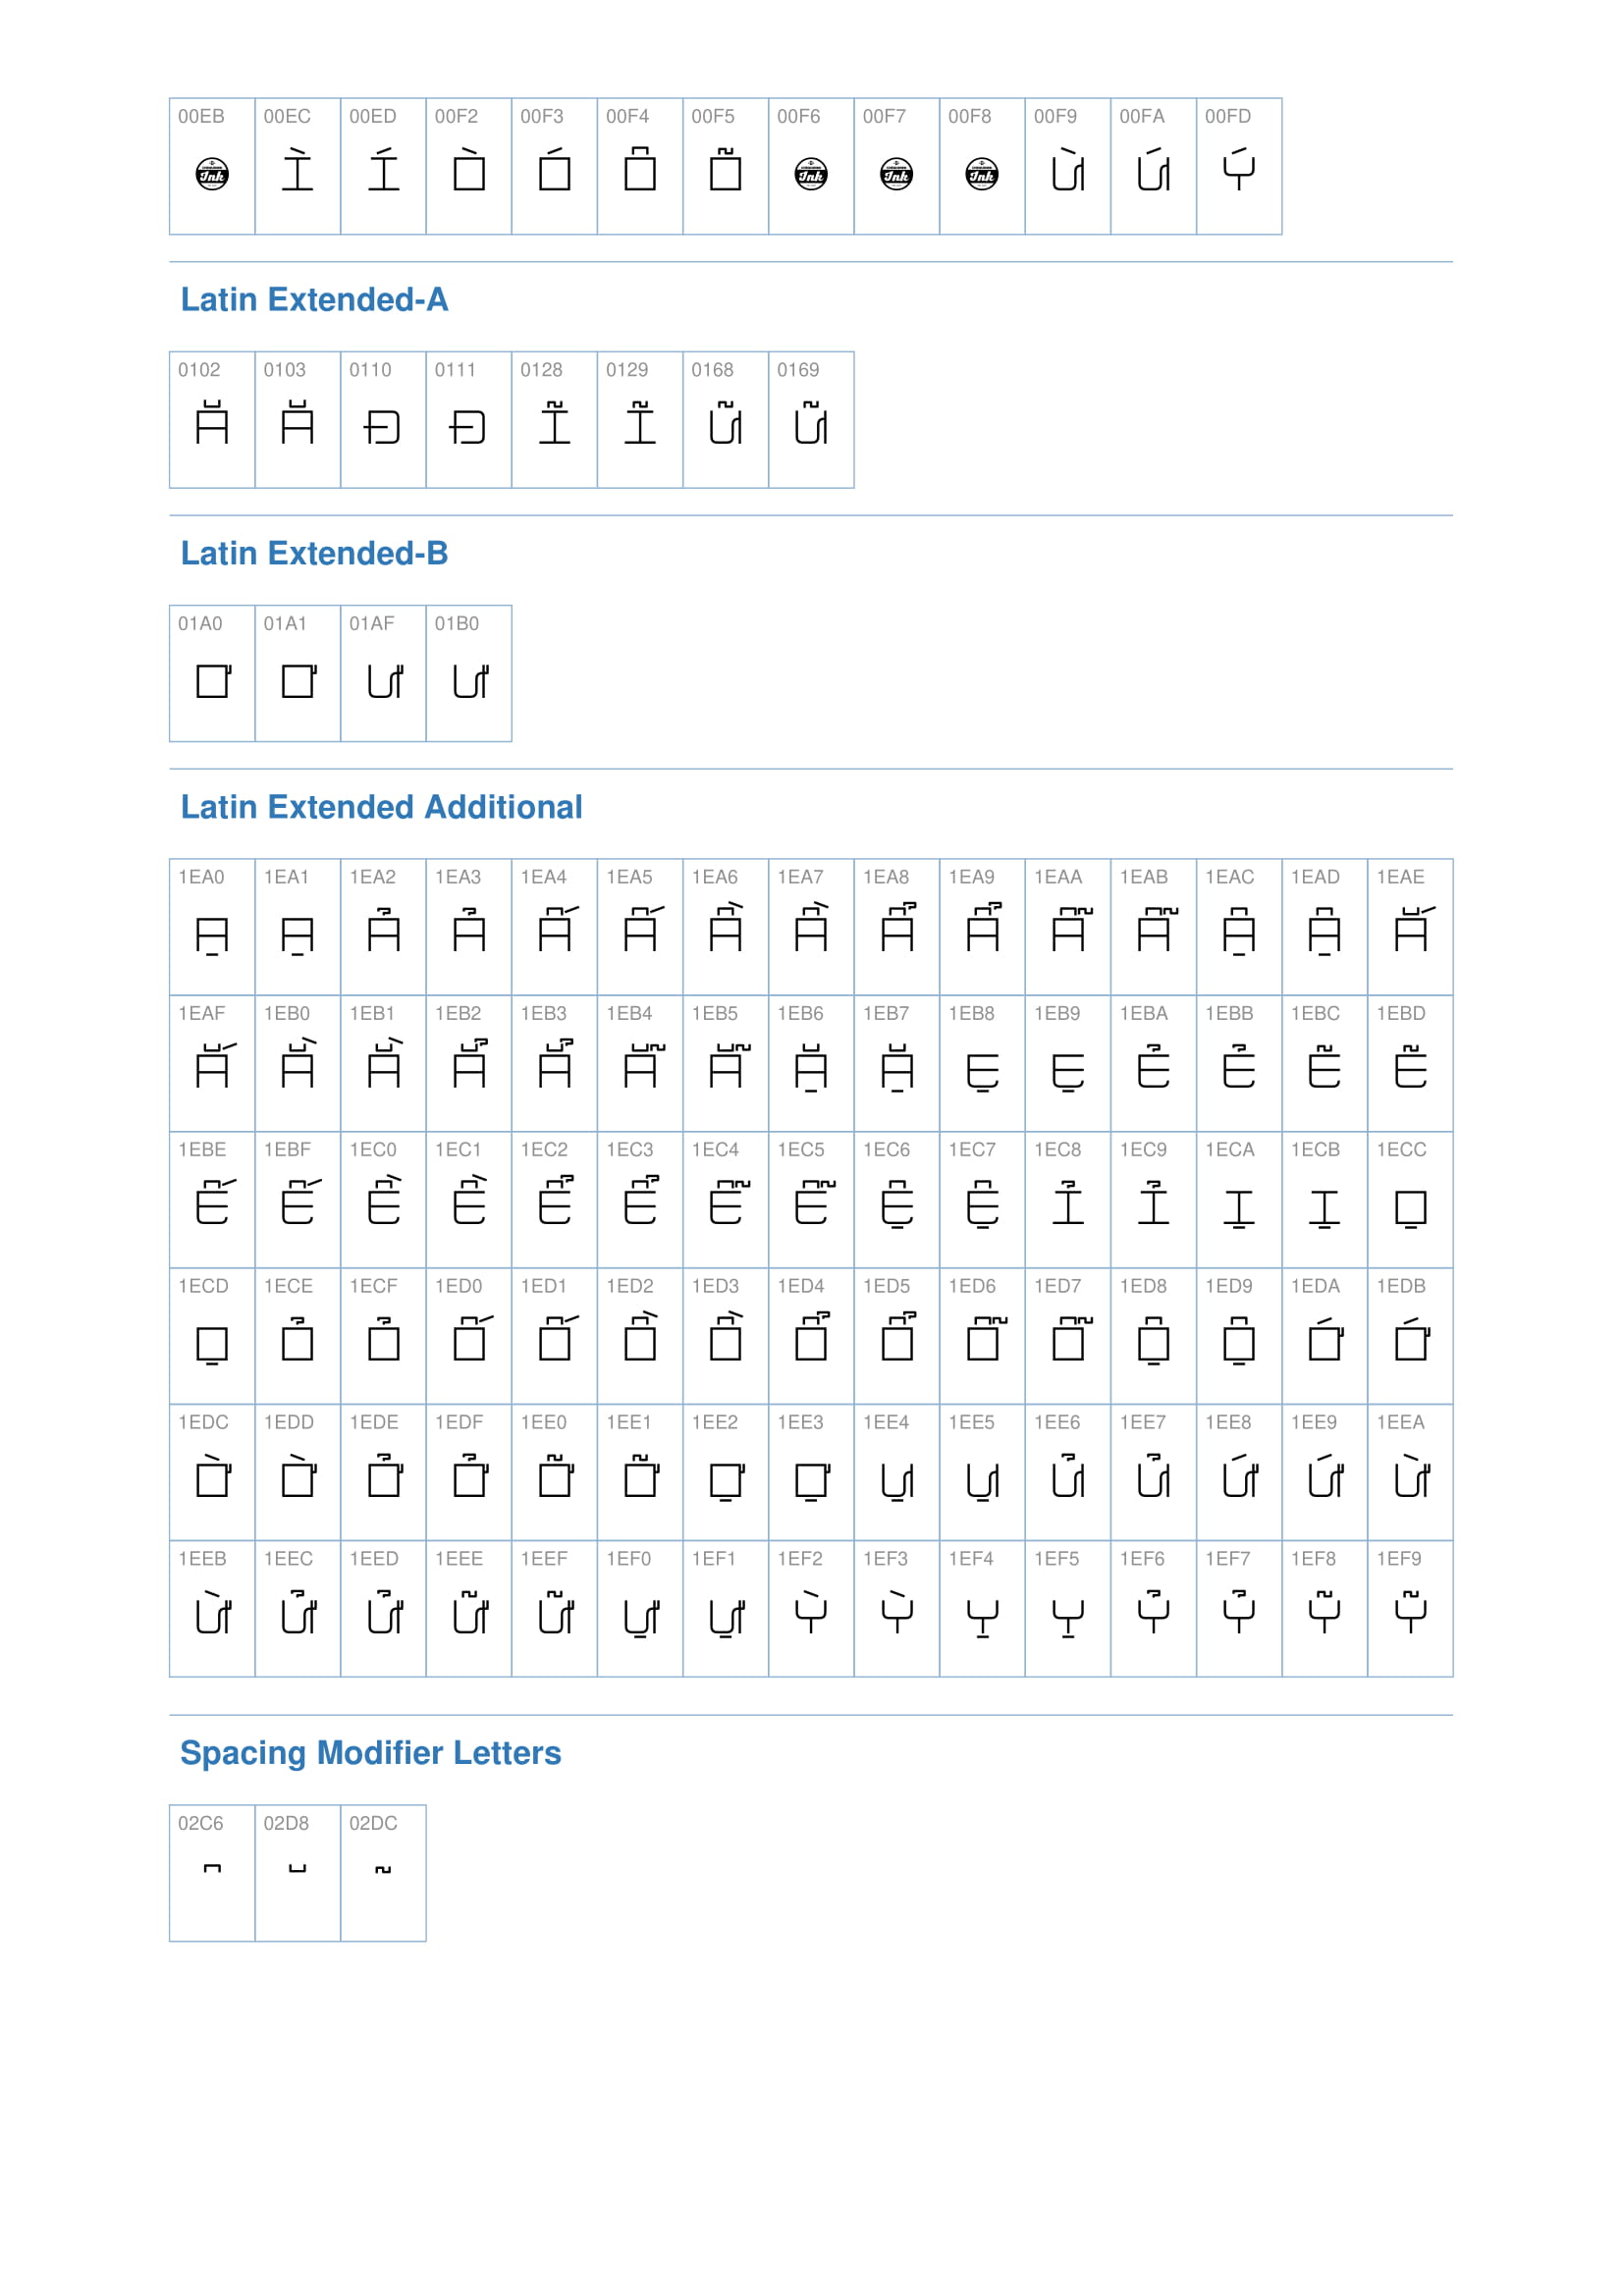 00EB 00EC 00ED 00F2 00F3 00F4 00F5 00F6 00F7 00F8 00F9 00FA 00FD
Ink Ì Í Ò Ó Ô Õ Ink Ink Ink Ù Ú Ý
Latin Extended-A
0102 0103 0110 0111 0128 0129 0168 0169
Ă Ă Đ Đ Ĩ Ĩ Ũ Ũ
Latin Extended-B
01A0 01A1 01AF 01B0
Ơ Ơ Ư Ư
Latin Extended Additional
1EA0 1EA1 1EA2 1EA3 1EA4 1EA5 1EA6 1EA7 1EA8 1EA9 1EAA 1EAB 1EAC 1EAD 1EAE
Ạ Ạ Ả Ả Ấ Ấ Ầ Ầ Ẩ Ẩ Ẫ Ẫ Ậ Ậ Ắ
1EAF 1EB0 1EB1 1EB2 1EB3 1EB4 1EB5 1EB6 1EB7 1EB8 1EB9 1EBA 1EBB 1EBC 1EBD
Ắ Ằ Ằ Ẳ Ẳ Ẵ Ẵ Ặ Ặ Ẹ Ẹ Ẻ Ẻ Ẽ Ẽ
1EBE 1EBF 1EC0 1EC1 1EC2 1EC3 1EC4 1EC5 1EC6 1EC7 1EC8 1EC9 1ECA 1ECB 1ECC
Ế Ế Ề Ề Ể Ể Ễ Ễ Ệ Ệ Ỉ Ỉ Ị Ị Ọ
1ECD 1ECE 1ECF 1ED0 1ED1 1ED2 1ED3 1ED4 1ED5 1ED6 1ED7 1ED8 1ED9 1EDA 1EDB
Ọ Ỏ Ỏ Ố Ố Ồ Ồ Ổ Ổ Ỗ Ỗ Ộ Ộ Ớ Ớ
1EDC 1EDD 1EDE 1EDF 1EE0 1EE1 1EE2 1EE3 1EE4 1EE5 1EE6 1EE7 1EE8 1EE9 1EEA
Ờ Ờ Ở Ở Ỡ Ỡ Ợ Ợ Ụ Ụ Ủ Ủ Ứ Ứ Ừ
1EEB 1EEC 1EED 1EEE 1EEF 1EF0 1EF1 1EF2 1EF3 1EF4 1EF5 1EF6 1EF7 1EF8 1EF9
Ừ Ử Ử Ữ Ữ Ự Ự Ỳ Ỳ Ỵ Ỵ Ỷ Ỷ Ỹ Ỹ
Spacing Modifier Letters
02C6 02D8 02DC
ˆ ˘ ˜